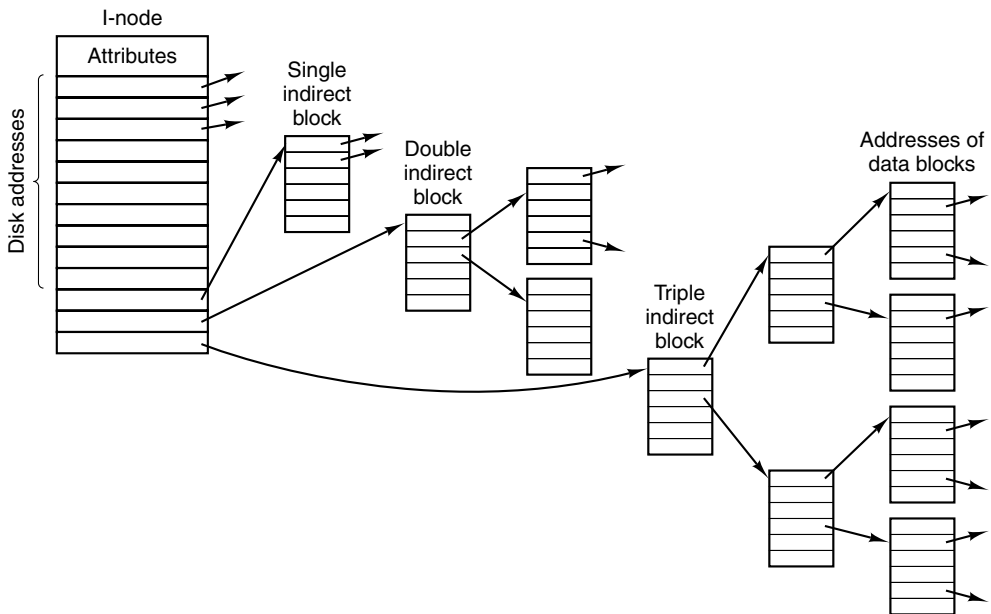 I-node
Attributes
Disk addresses
Single
indirect
block
Double
indirect
block
Triple
indirect
block
Addresses of
data blocks